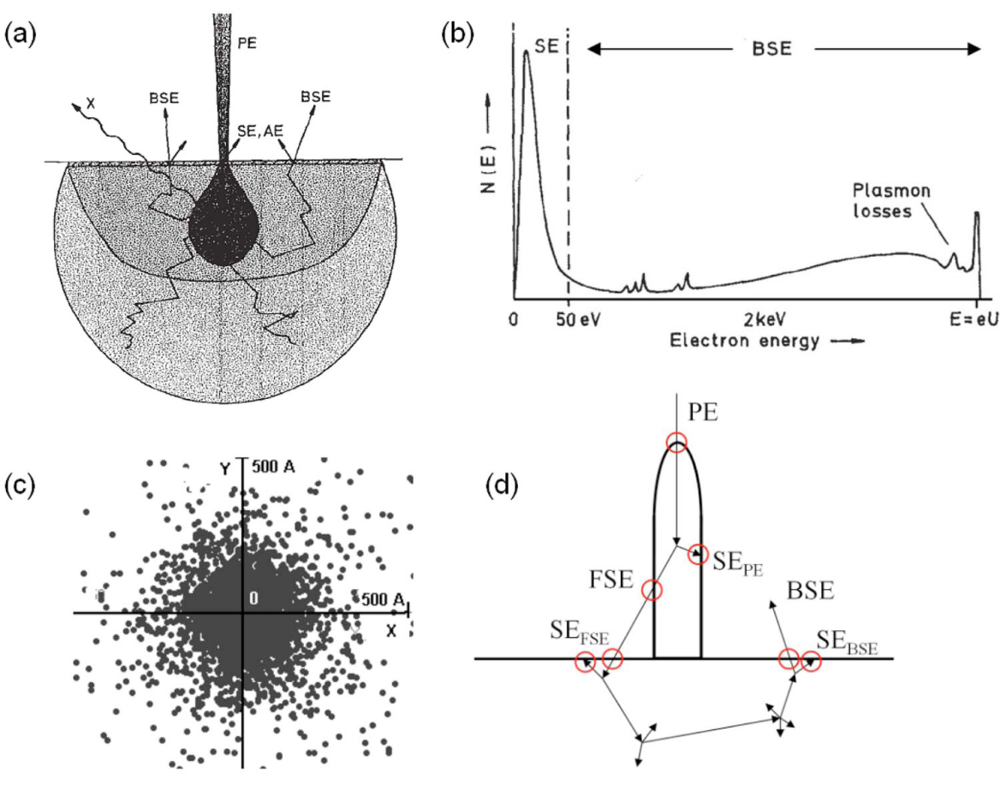 (a)
PE
BSE
BSE
X
SE, AE
(b)
SE
BSE
N(E)
Plasmon
losses
0
50 eV
2keV
E=eU
Electron energy
(c)
Y
500 A
0
500 A
X
(d)
PE
SE_PE
FSE
BSE
SE_FSE
SE_BSE